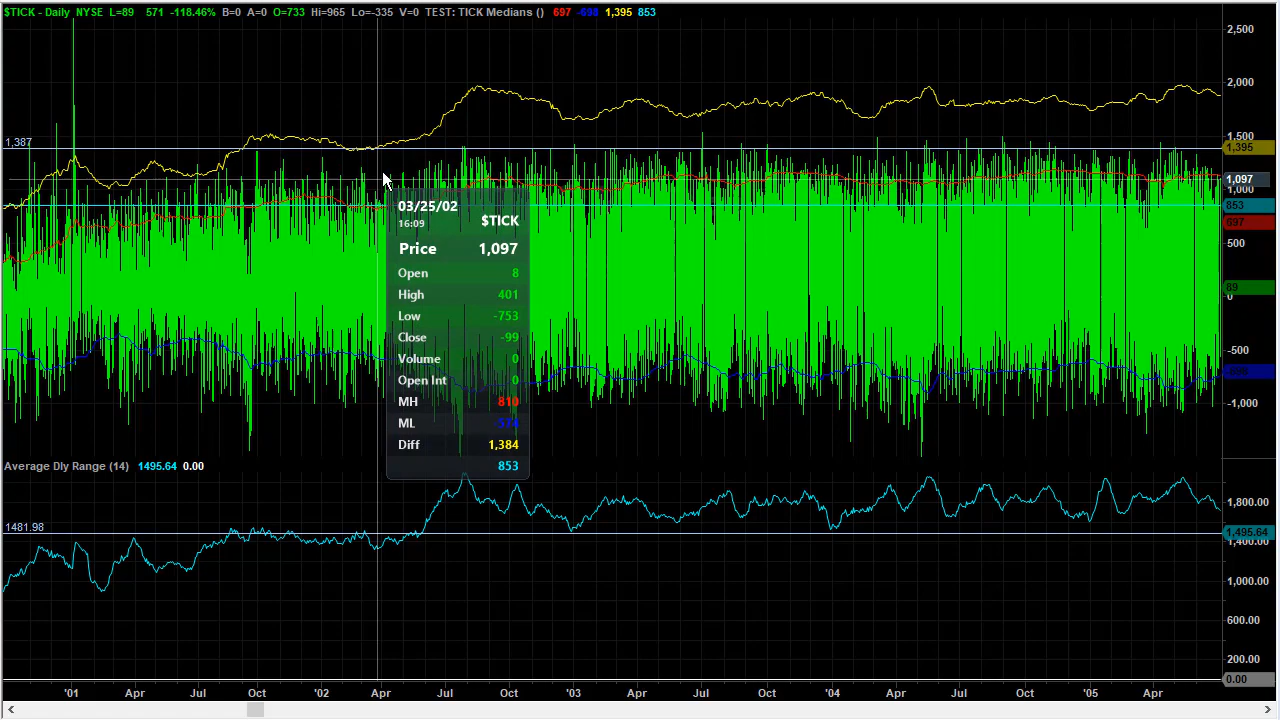 $TICK - Daily NYSE L=89 571 -118.46% B=0 A=0 O=733 Hi=965 Lo=-335 V=0 TEST: TICK Medians () 697 -698 1,395 853
2,500
2,000
1,500
1,387
1,395
1,097
1,000
853
697
500
89
0
-500
-698
-1,000
03/25/02
16:09 $TICK
Price 1,097
Open 8
High 401
Low -753
Close -99
Volume 0
Open Int 0
MH 810
ML -574
Diff 1,384
853
Average Dly Range (14) 1495.64 0.00
1,800.00
1481.98
1,495.64
1,400.00
1,000.00
600.00
200.00
0.00
'01 Apr Jul Oct '02 Apr Jul Oct '03 Apr Jul Oct '04 Apr Jul Oct '05 Apr